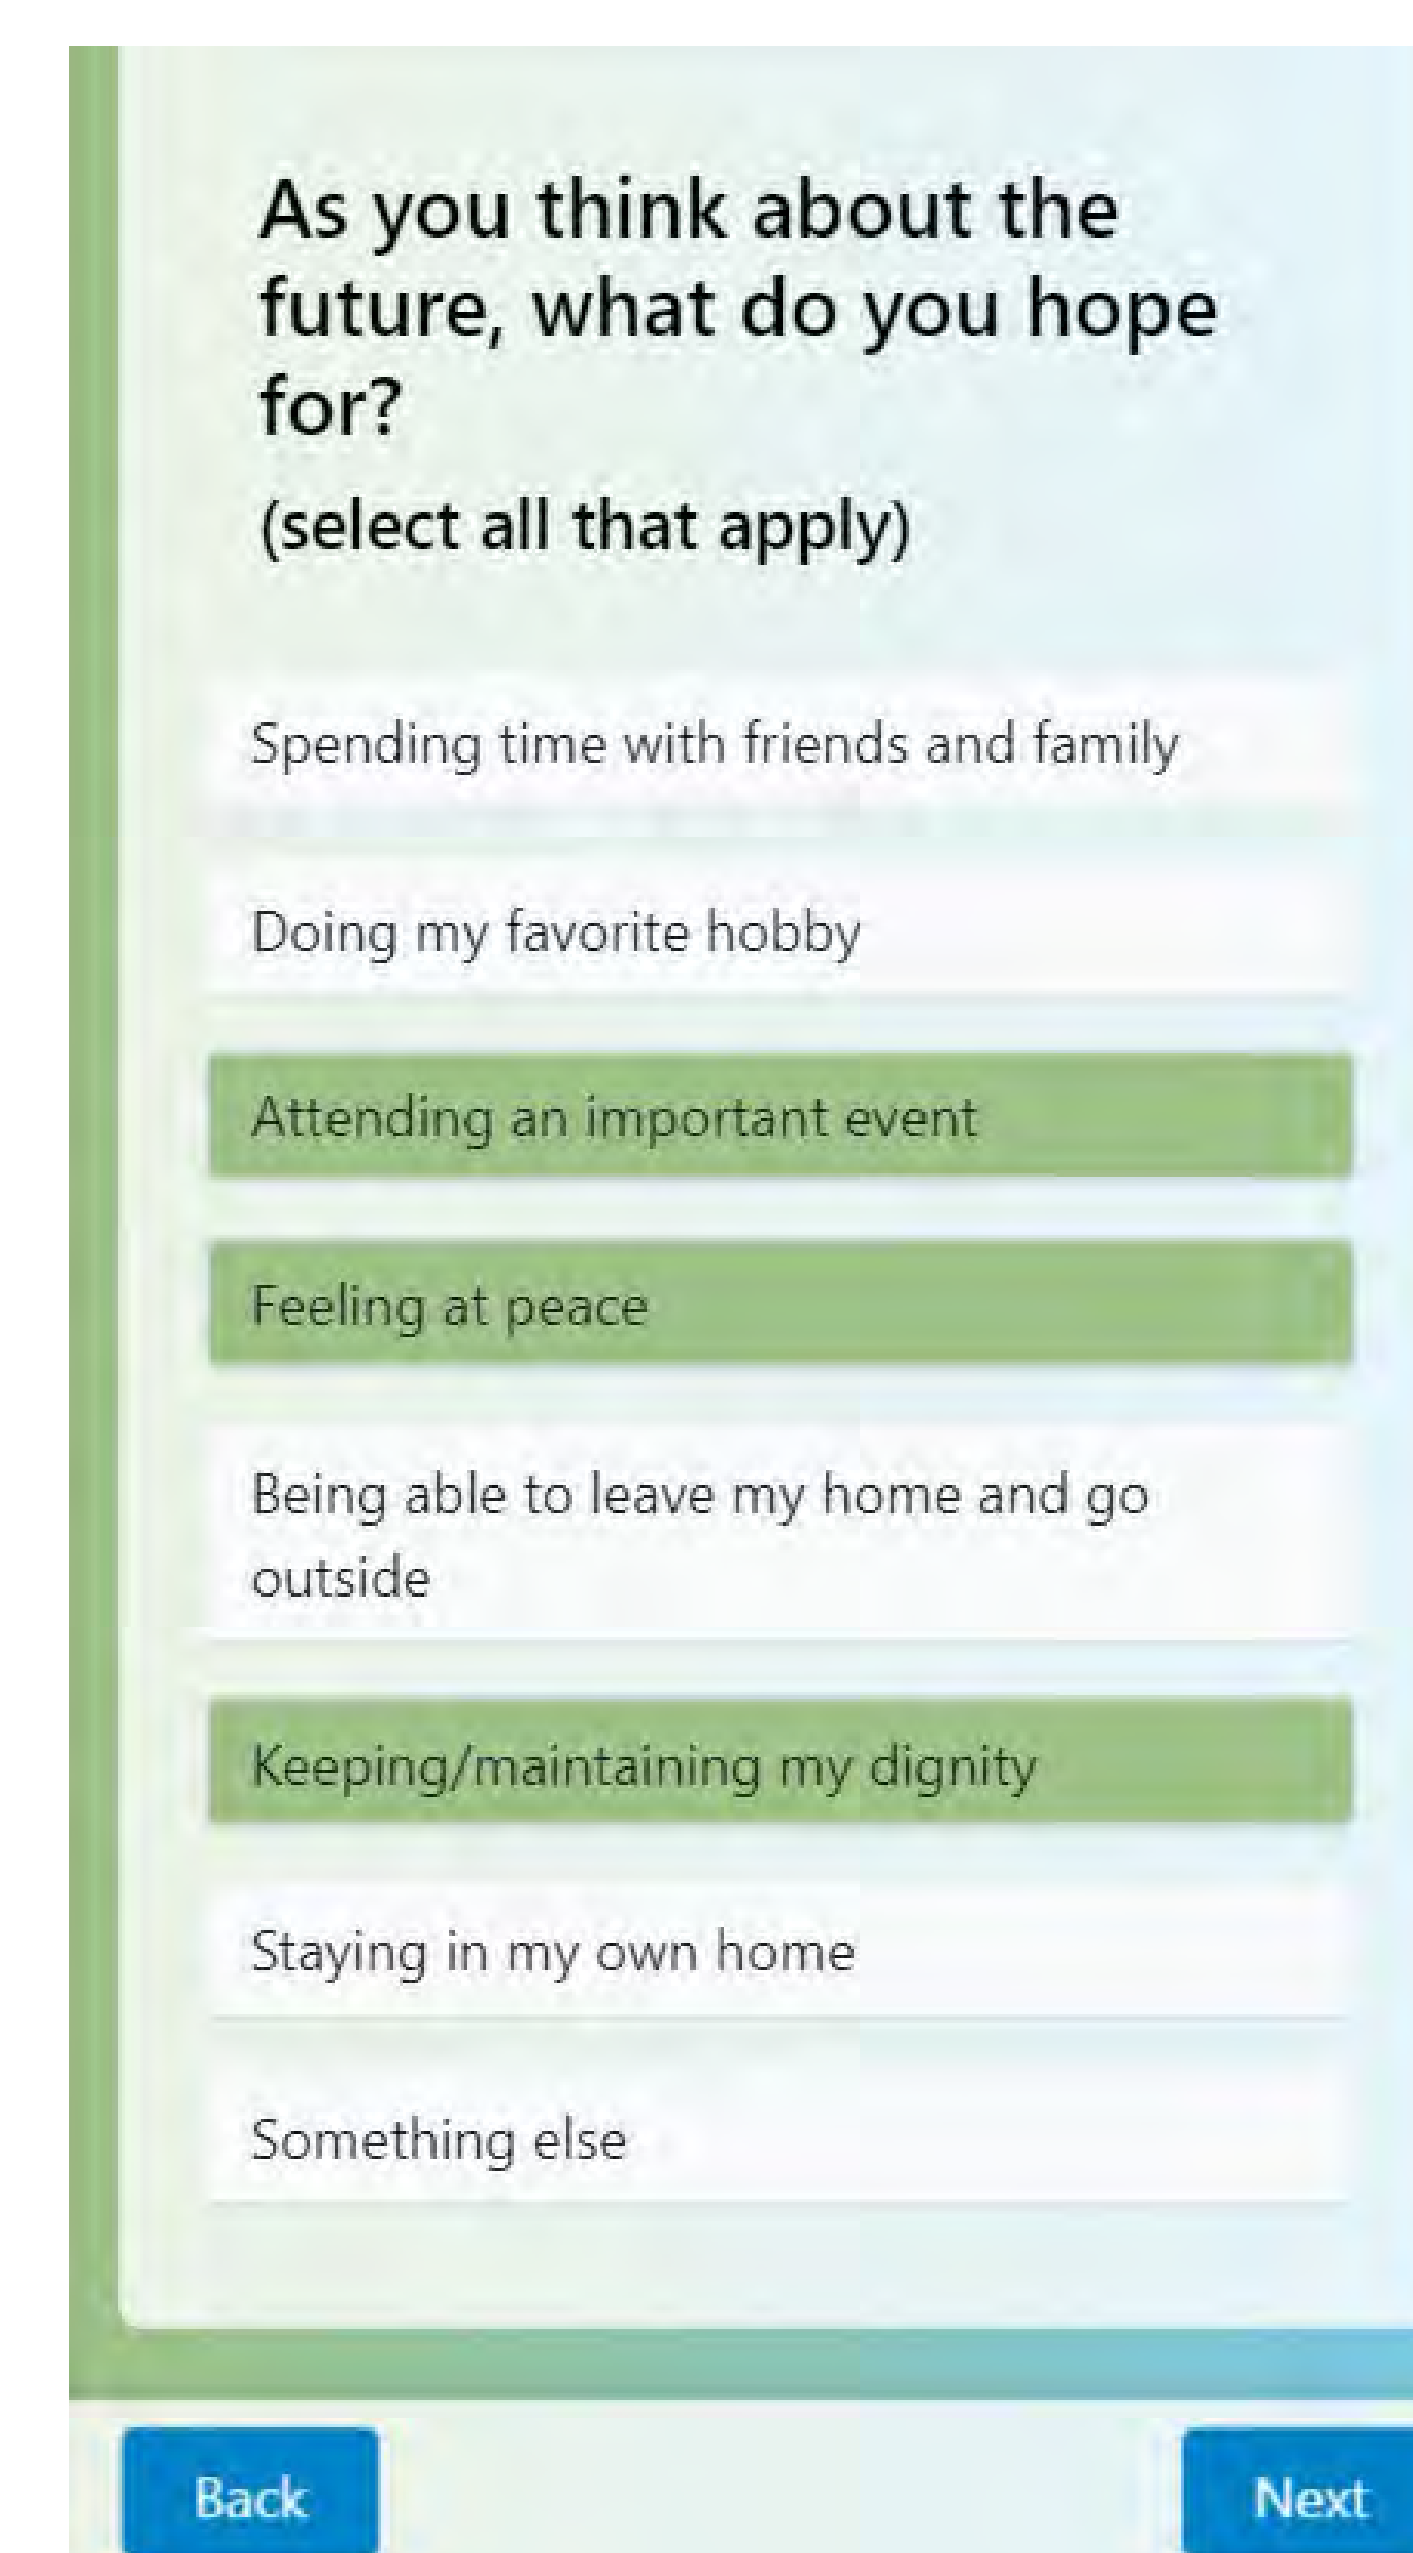 As you think about the
future, what do you hope
for?
(select all that apply)
Spending time with friends and family
Doing my favorite hobby
Attending an important event
Feeling at peace
Being able to leave my home and go
outside
Keeping/maintaining my dignity
Staying in my own home
Something else
Back
Next